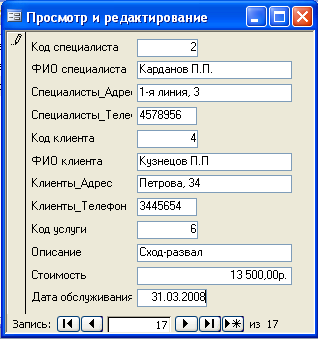 Просмотр и редактирование
Код специалиста 2
ФИО специалиста Карданов П.П.
Специалисты_Адрес 1-я линия, 3
Специалисты_Телеф 4578956
Код клиента 4
ФИО клиента Кузнецов П.П
Клиенты_Адрес Петрова, 34
Клиенты_Телефон 3445654
Код услуги 6
Описание Сход-развал
Стоимость 13 500,00р.
Дата обслуживания 31.03.2008
Запись: 17 из 17